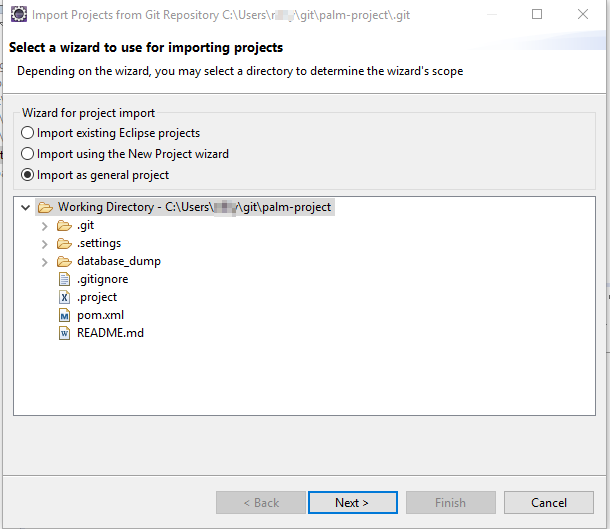 Import Projects from Git Repository C:\Users\ \git\palm-project\.git
Select a wizard to use for importing projects
Depending on the wizard, you may select a directory to determine the wizard's scope
Wizard for project import
Import existing Eclipse projects
Import using the New Project wizard
Import as general project
Working Directory - C:\Users\ \git\palm-project
.git
.settings
database_dump
.gitignore
.project
pom.xml
README.md
< Back
Next >
Finish
Cancel